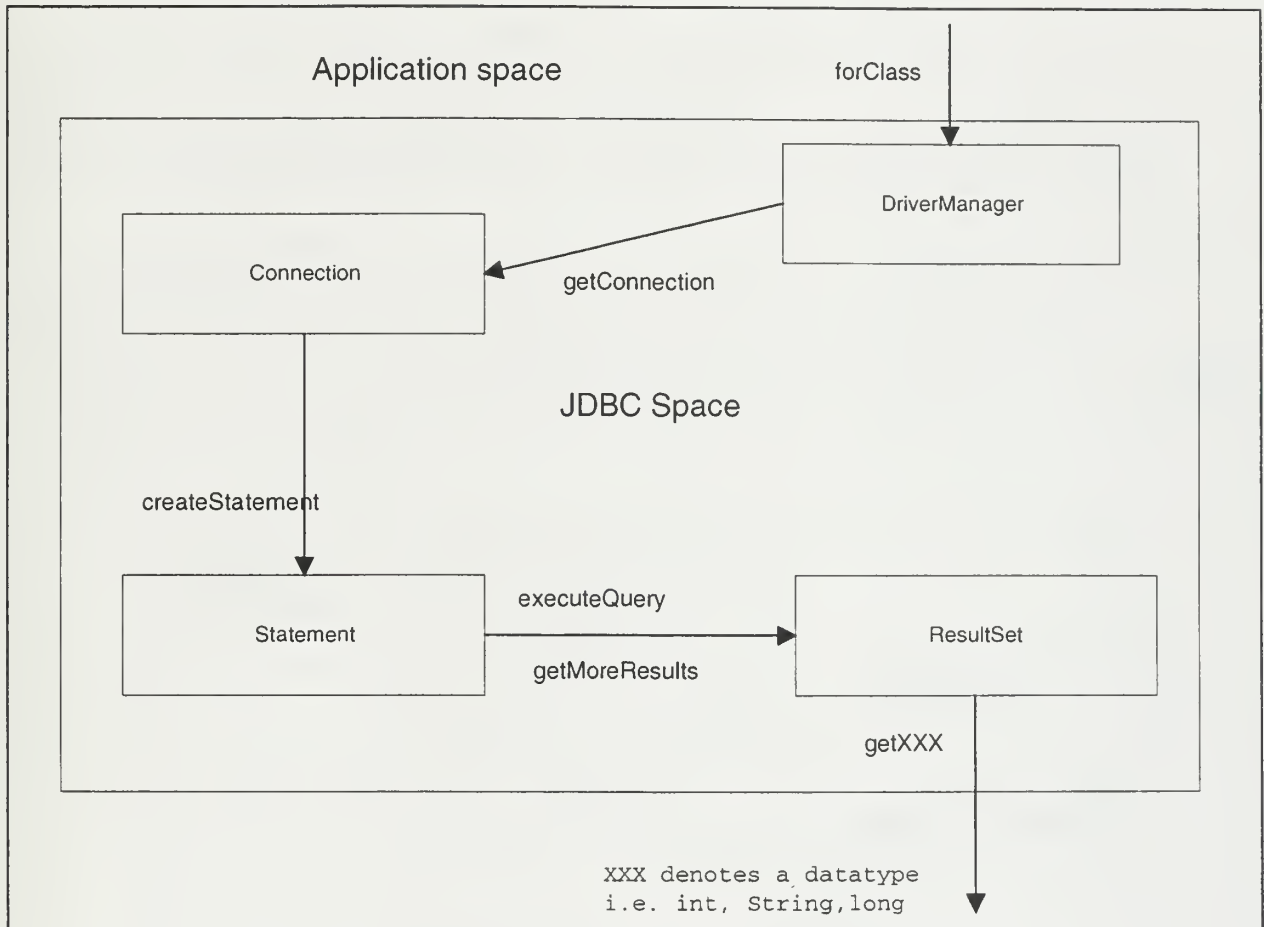 Application space
forClass
DriverManager
Connection
getConnection
JDBC Space
createStatement
executeQuery
Statement
ResultSet
getMoreResults
getXXX
XXX denotes a datatype
i.e. int, String,long